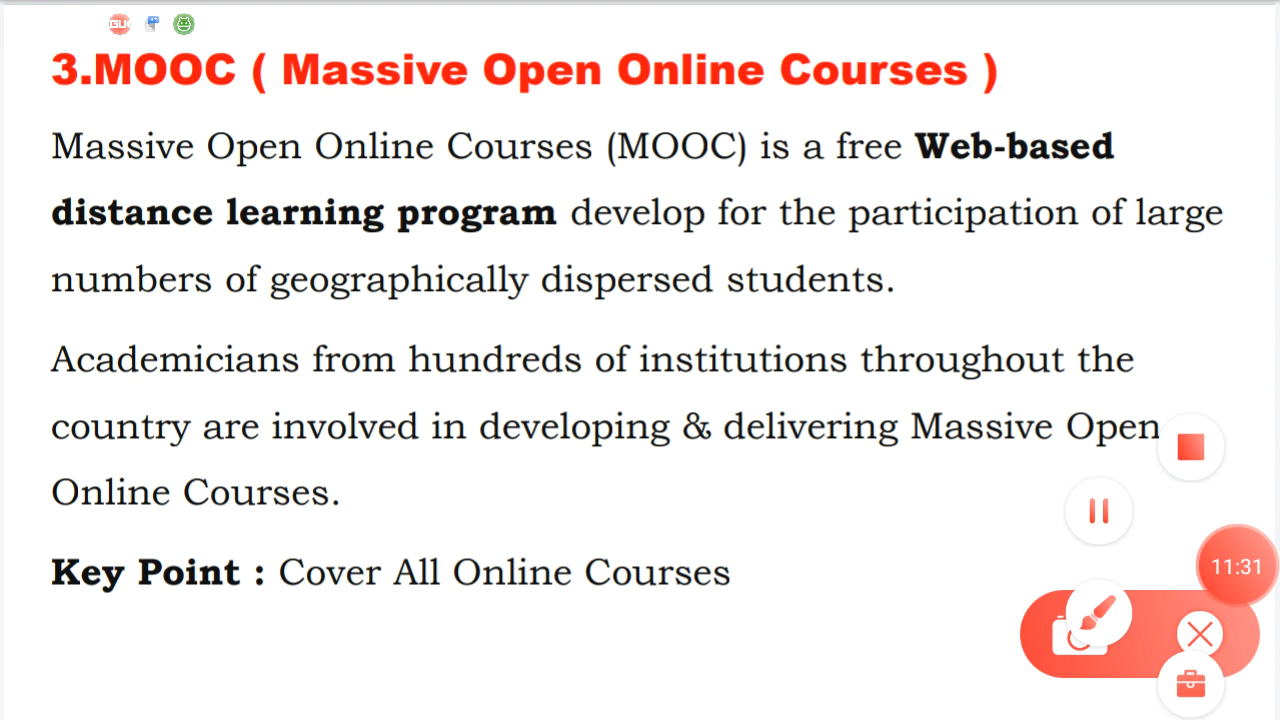 3.MOOC ( Massive Open Online Courses )
Massive Open Online Courses (MOOC) is a free Web-based
distance learning program develop for the participation of large
numbers of geographically dispersed students.
Academicians from hundreds of institutions throughout the
country are involved in developing & delivering Massive Open
Online Courses.
Key Point : Cover All Online Courses
11:31